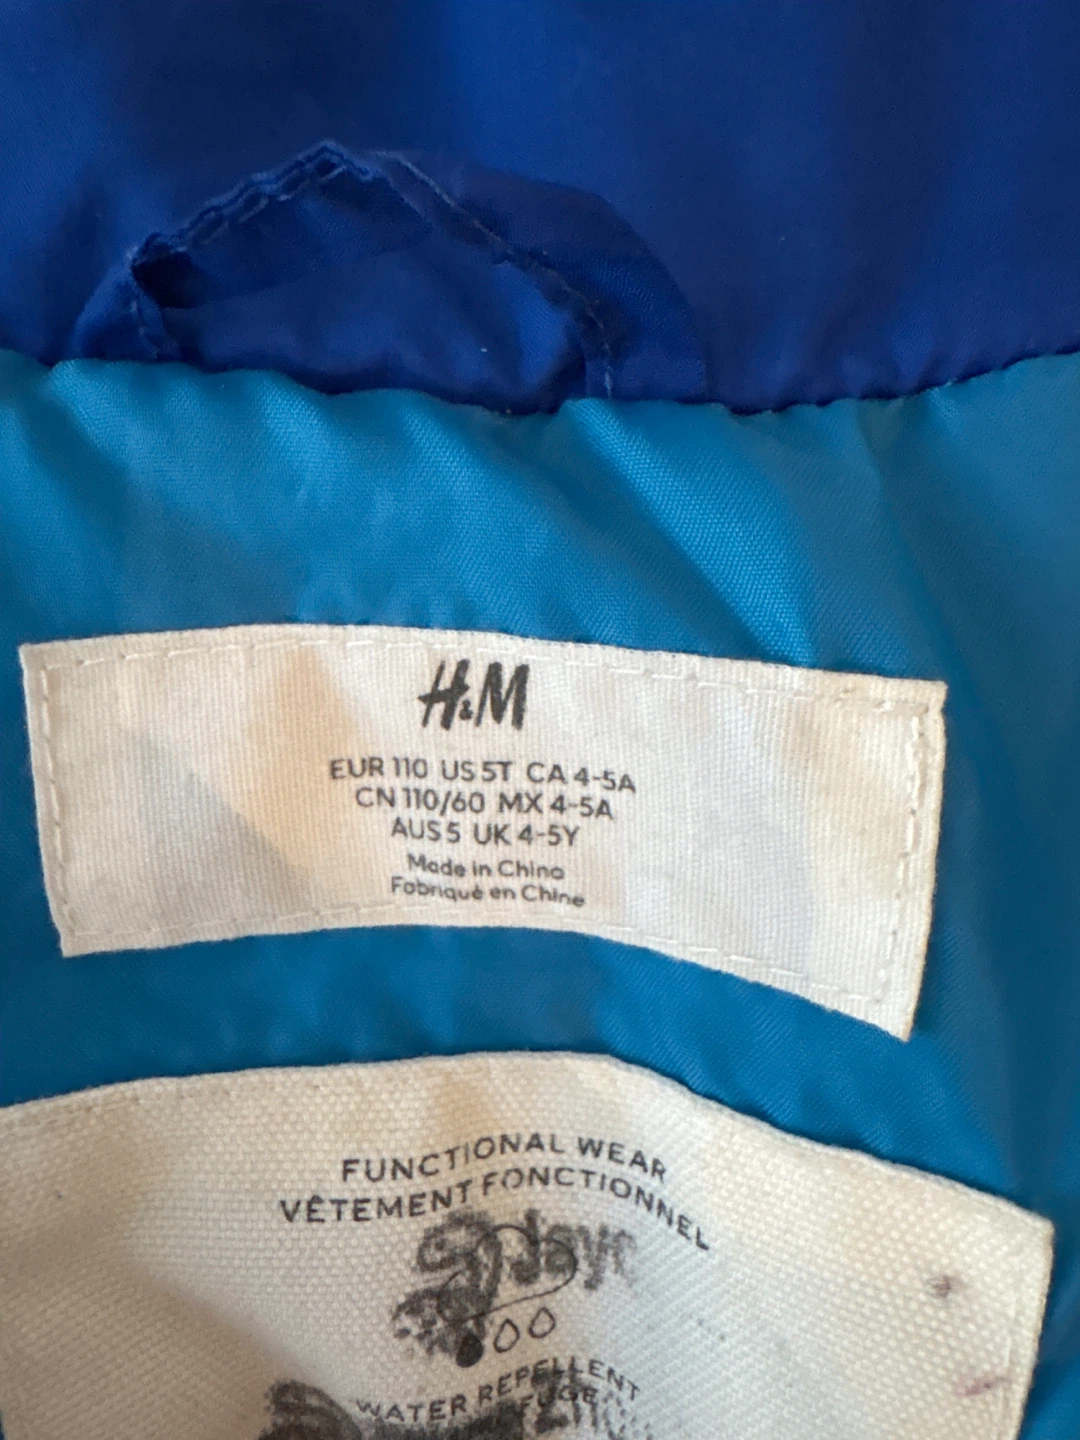 H&M
EUR 110 US 5T CA 4-5A
CN 110/60 MX 4-5A
AUS 5 UK 4-5Y
Made in China
Fabriqué en Chine
FUNCTIONAL WEAR
VÊTEMENT FONCTIONNEL
WATER REPELLENT